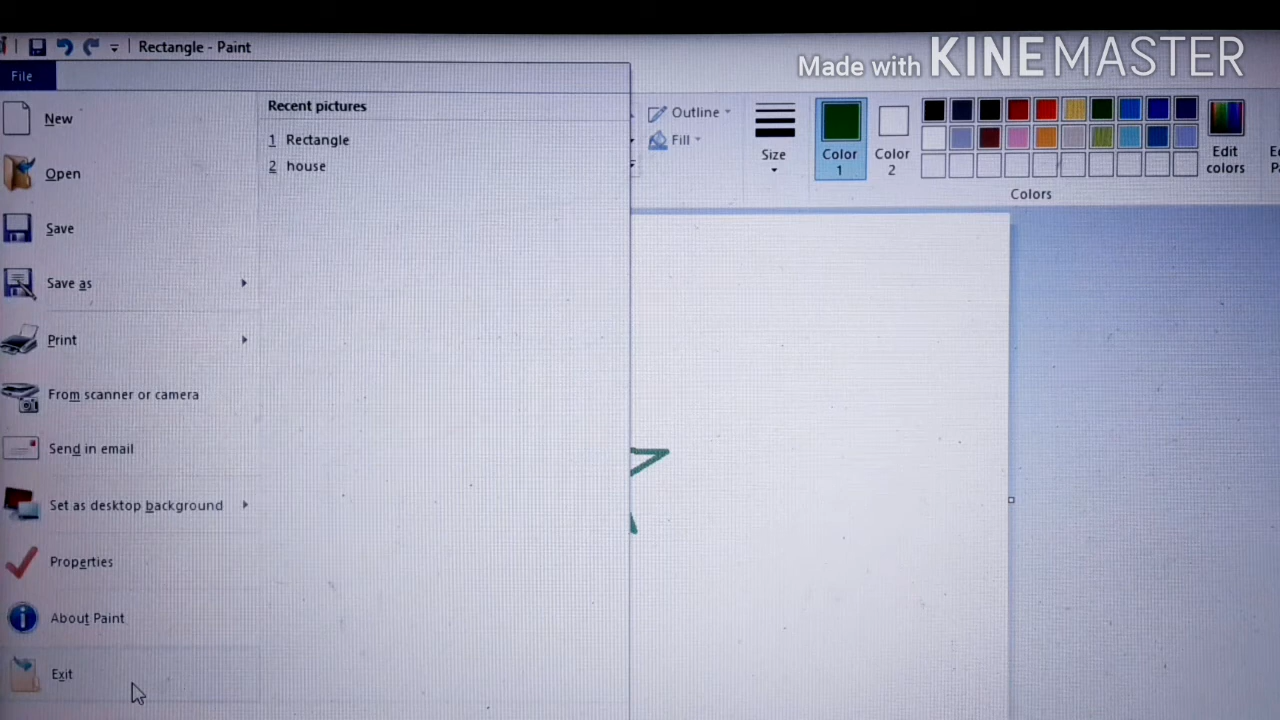 Rectangle - Paint
Made with KINEMASTER
File
New
Open
Save
Save as
Print
From scanner or camera
Send in email
Set as desktop background
Properties
About Paint
Exit
Recent pictures
1 Rectangle
2 house
Outline
Fill
Size
Color 1
Color 2
Edit colors
Colors